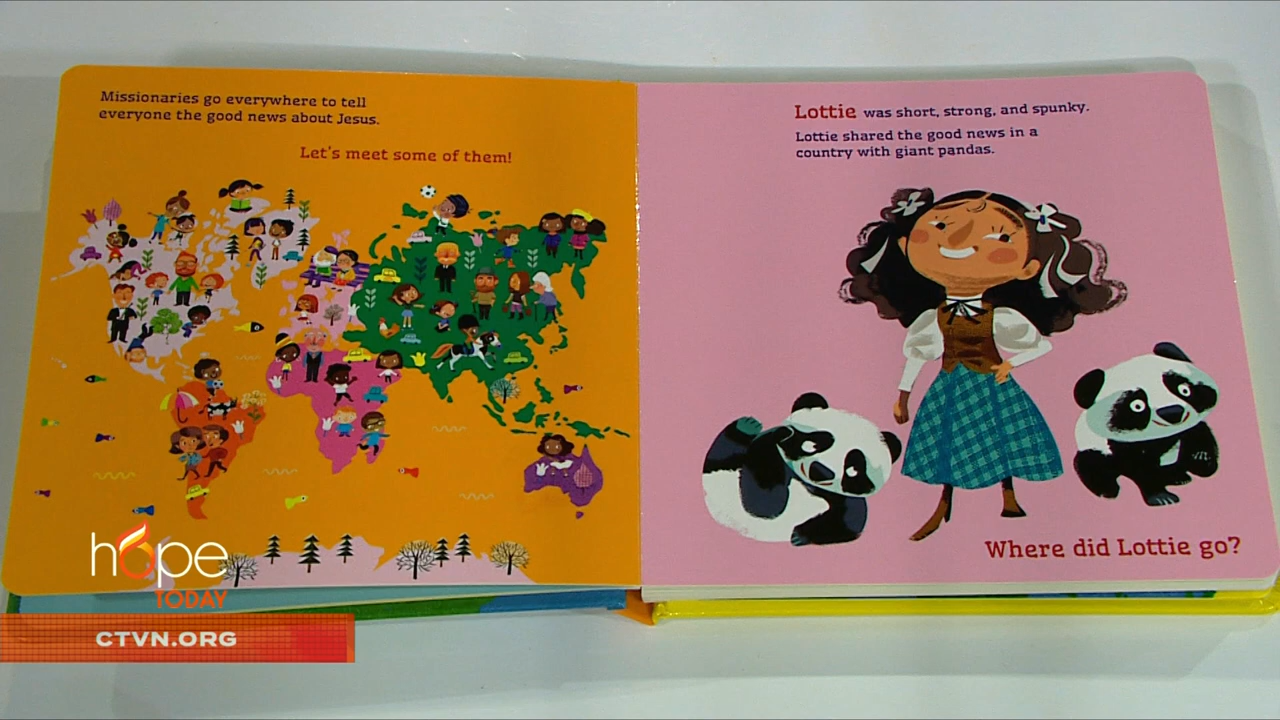 Missionaries go everywhere to tell
everyone the good news about Jesus.
Let's meet some of them!
Lottie was short, strong, and spunky.
Lottie shared the good news in a
country with giant pandas.
Where did Lottie go?
hope
TODAY
CTVN.ORG